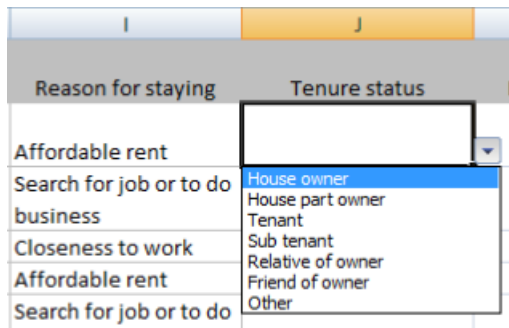 I J
Reason for staying Tenure status
Affordable rent
Search for job or to do
business
Closeness to work
Affordable rent
Search for job or to do
House owner
House part owner
Tenant
Sub tenant
Relative of owner
Friend of owner
Other